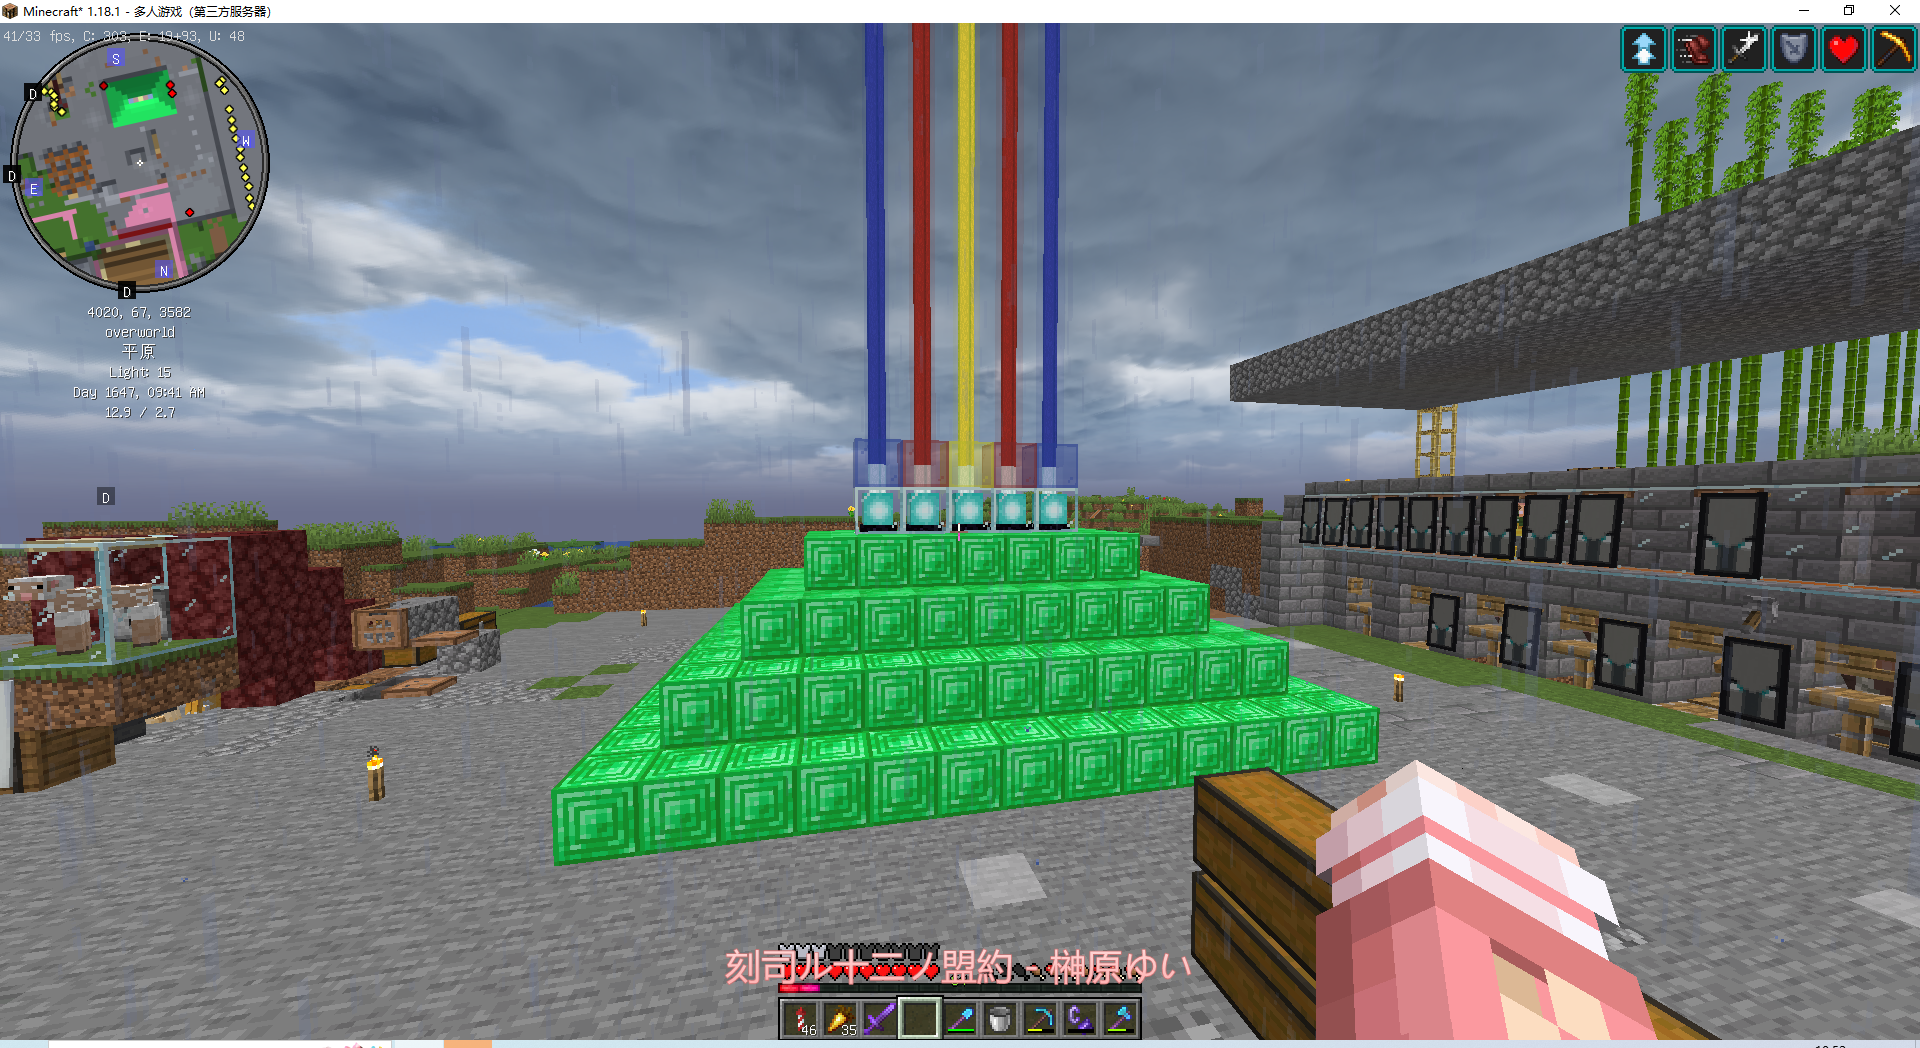 Minecraft* 1.18.1 - 多人游戏（第三方服务器）
41/33 fps, C: 303, E: 19+93, U: 48
S
D
W
D
E
N
D
4020, 67, 3582
overworld
平原
Light: 15
Day 1647, 09:41 AM
12.9 / 2.7
D
刻司ル十二ノ盟約 - 榊原ゆい
46
35